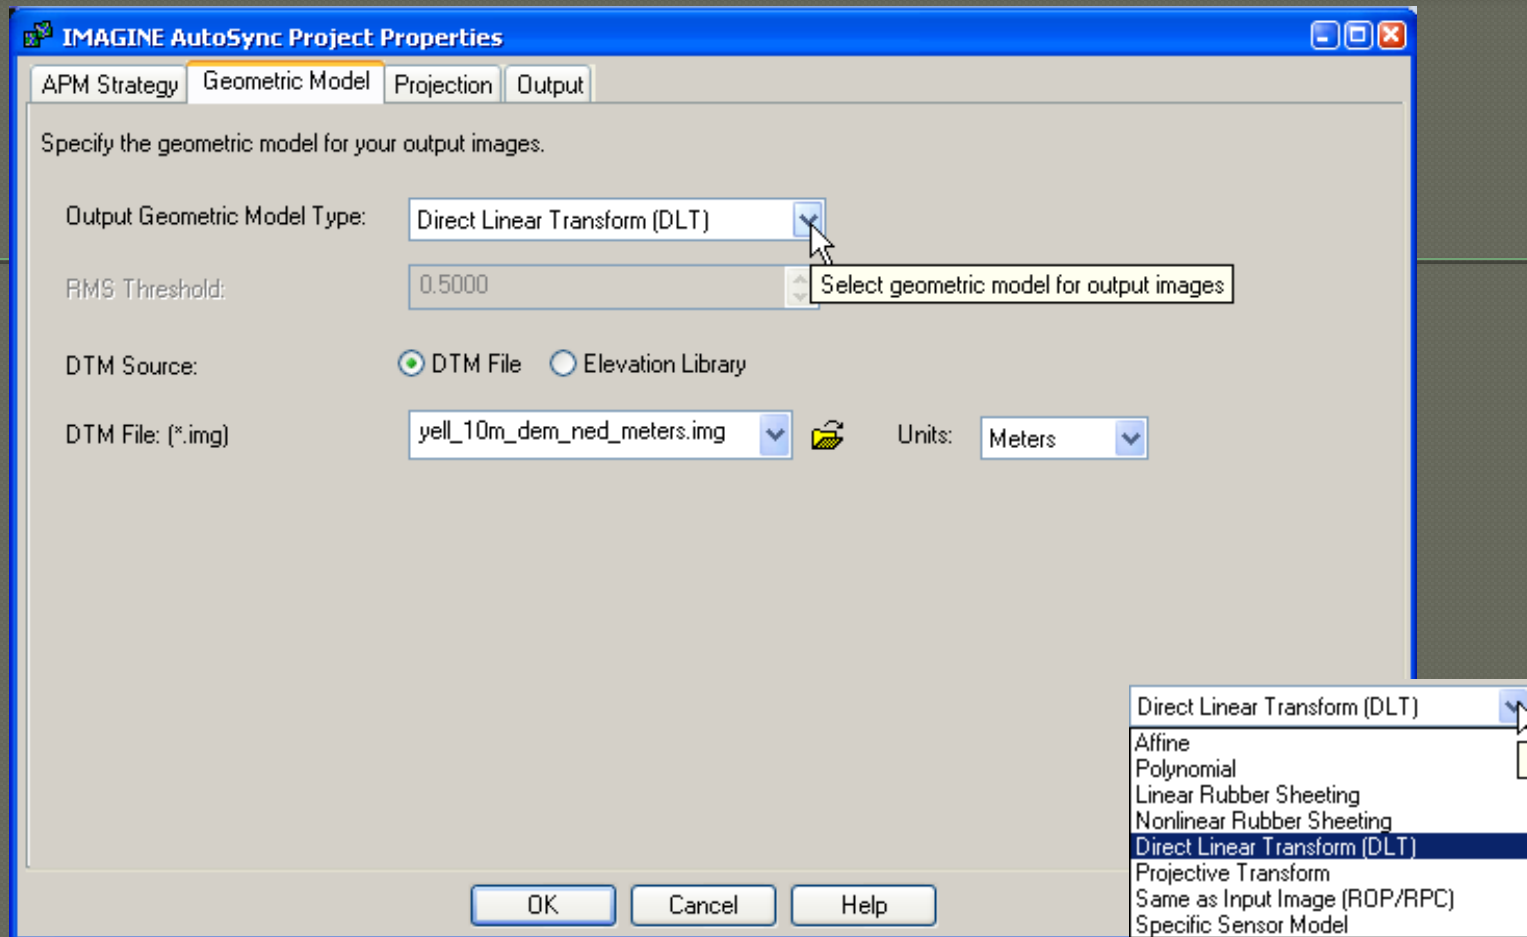 IMAGINE AutoSync Project Properties
APM Strategy Geometric Model Projection Output
Specify the geometric model for your output images.
Output Geometric Model Type: Direct Linear Transform (DLT)
RMS Threshold: 0.5000
Select geometric model for output images
DTM Source: DTM File Elevation Library
DTM File: (*.img) yell_10m_dem_ned_meters.img Units: Meters
OK Cancel Help
Direct Linear Transform (DLT)
Affine
Polynomial
Linear Rubber Sheeting
Nonlinear Rubber Sheeting
Direct Linear Transform (DLT)
Projective Transform
Same as Input Image (ROP/RPC)
Specific Sensor Model